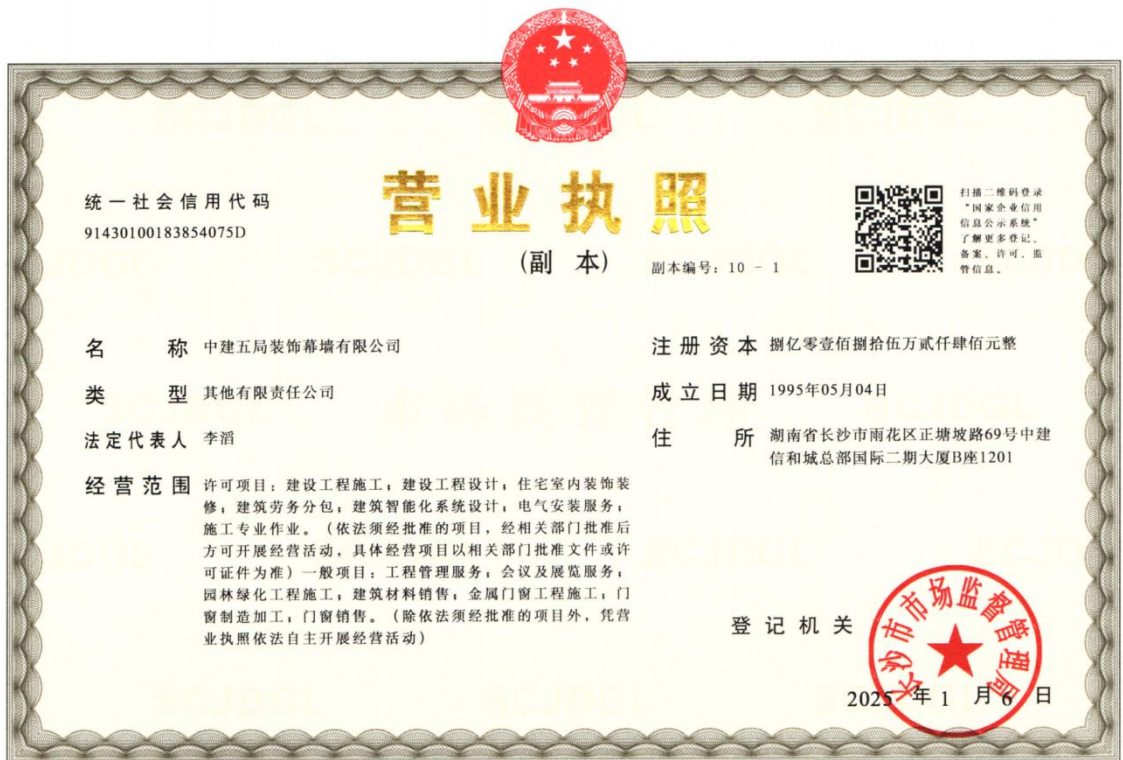 营业执照
(副 本)
副本编号：10 - 1
统一社会信用代码
91430100183854075D
扫描二维码登录
“国家企业信用
信息公示系统”
了解更多登记、
备案、许可、监
管信息。
名 称 中建五局装饰幕墙有限公司
类 型 其他有限责任公司
法定代表人 李滔
经营范围 许可项目：建设工程施工；建设工程设计；住宅室内装饰装
修；建筑劳务分包；建筑智能化系统设计；电气安装服务；
施工专业作业。（依法须经批准的项目，经相关部门批准后
方可开展经营活动，具体经营项目以相关部门批准文件或许
可证件为准）一般项目：工程管理服务；会议及展览服务；
园林绿化工程施工；建筑材料销售；金属门窗工程施工；门
窗制造加工；门窗销售。（除依法须经批准的项目外，凭营
业执照依法自主开展经营活动）
注册资本 捌亿零壹佰捌拾伍万贰仟肆佰元整
成立日期 1995年05月04日
住 所 湖南省长沙市雨花区正塘坡路69号中建
信和城总部国际二期大厦B座1201
登记机关
长沙市市场监督管理局
2025 年 1 月 6 日